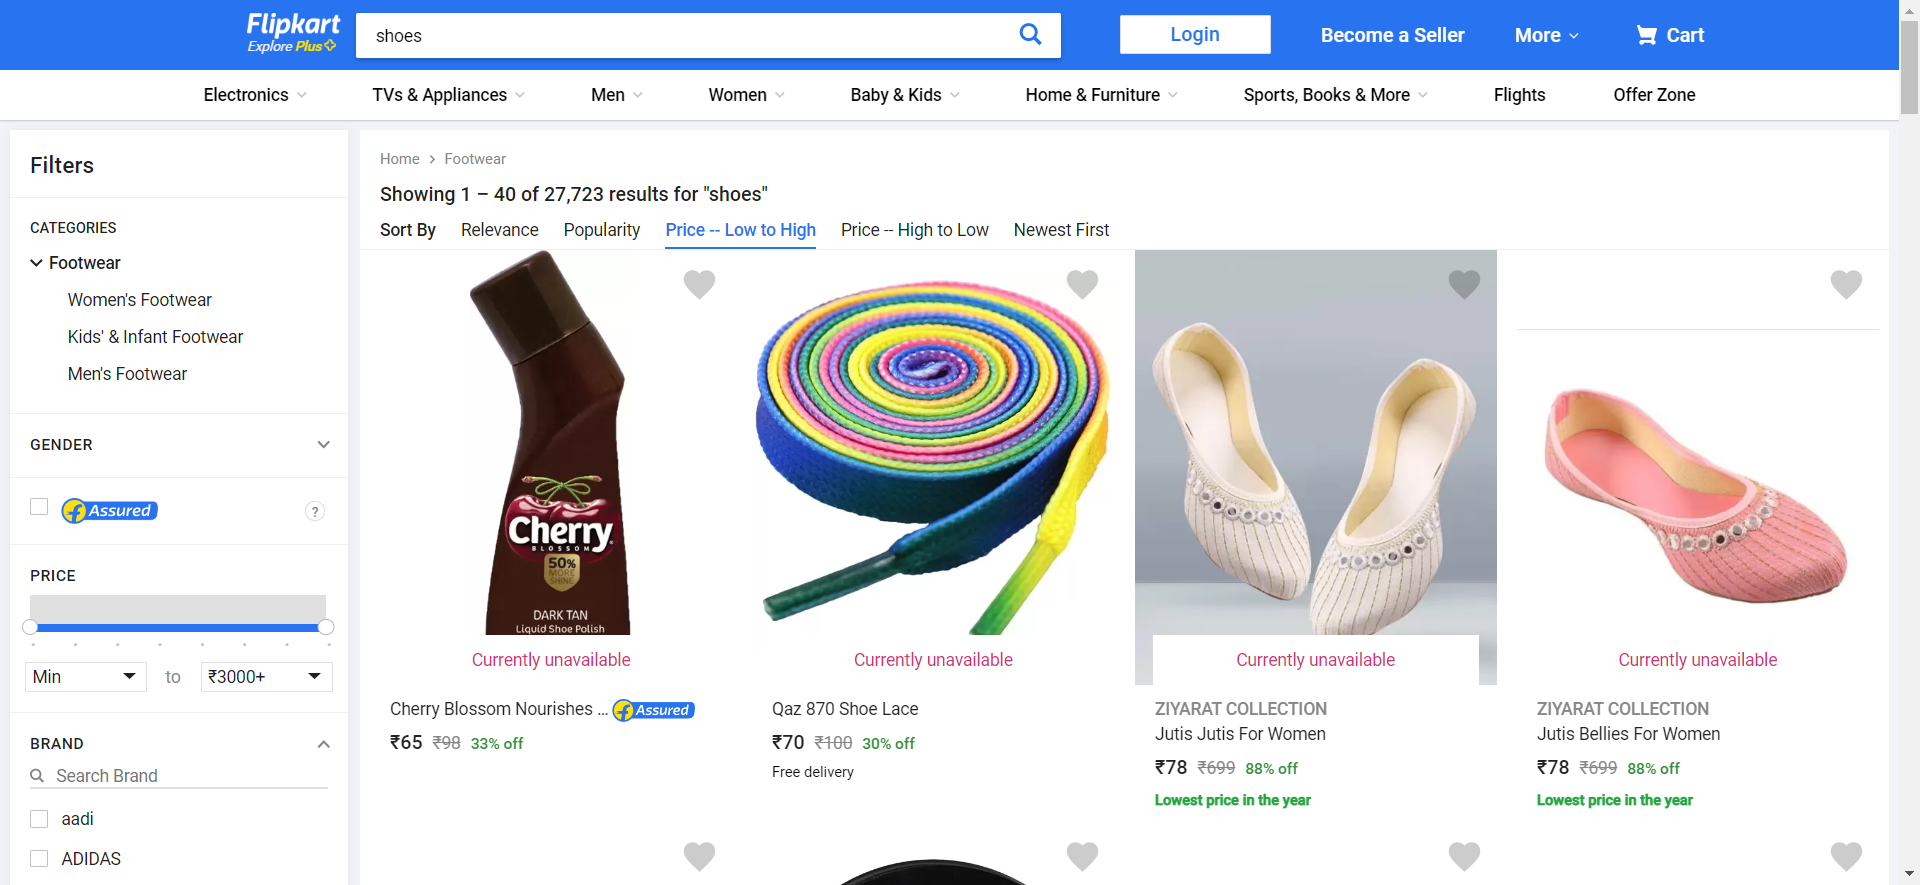 Flipkart
Explore Plus
shoes
Login
Become a Seller
More
Cart
Electronics
TVs & Appliances
Men
Women
Baby & Kids
Home & Furniture
Sports, Books & More
Flights
Offer Zone
Filters
CATEGORIES
Footwear
Women's Footwear
Kids' & Infant Footwear
Men's Footwear
GENDER
Assured
?
PRICE
Min
to
₹3000+
BRAND
Search Brand
aadi
ADIDAS
Home
Footwear
Showing 1 – 40 of 27,723 results for "shoes"
Sort By
Relevance
Popularity
Price -- Low to High
Price -- High to Low
Newest First
Cherry
BLOSSOM
50%
MORE
SHINE
DARK TAN
Liquid Shoe Polish
Currently unavailable
Cherry Blossom Nourishes ...
Assured
₹65 ₹98 33% off
Currently unavailable
Qaz 870 Shoe Lace
₹70 ₹100 30% off
Free delivery
Currently unavailable
ZIYARAT COLLECTION
Jutis Jutis For Women
₹78 ₹699 88% off
Lowest price in the year
Currently unavailable
ZIYARAT COLLECTION
Jutis Bellies For Women
₹78 ₹699 88% off
Lowest price in the year